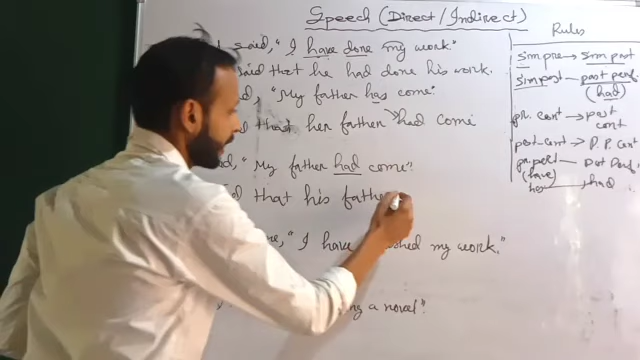 Speech (Direct/Indirect)
said, "I have done my work"
said that he had done his work.
"My father has come
that her father had come
"My father had come"
that his fathe
"I have my work."
a novel"
Rules
Sim pre → Sim past
Sim past - past perf.
(had)
pr. cont → past
cont
past cont → P. P. Cont
pr. perf - Past Perf.
(have)
has had